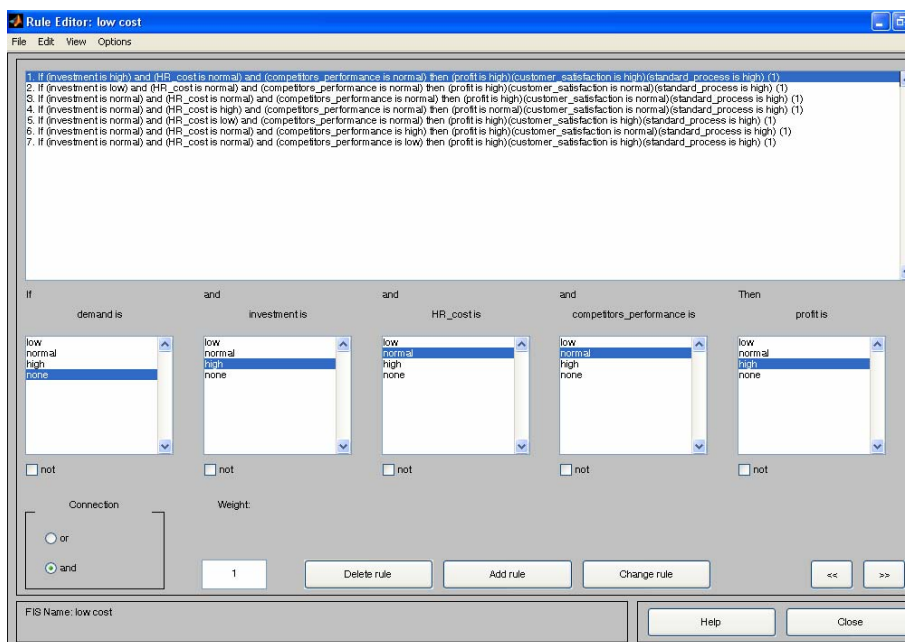 Rule Editor: low cost
File Edit View Options
1. If (investment is high) and (HR_cost is normal) and (competitors_performance is normal) then (profit is high)(customer_satisfaction is high)(standard_process is high) (1)
2. If (investment is low) and (HR_cost is normal) and (competitors_performance is normal) then (profit is high)(customer_satisfaction is normal)(standard_process is high) (1)
3. If (investment is normal) and (HR_cost is normal) and (competitors_performance is normal) then (profit is high)(customer_satisfaction is high)(standard_process is high) (1)
4. If (investment is normal) and (HR_cost is high) and (competitors_performance is normal) then (profit is normal)(customer_satisfaction is high)(standard_process is high) (1)
5. If (investment is normal) and (HR_cost is low) and (competitors_performance is normal) then (profit is high)(customer_satisfaction is high)(standard_process is high) (1)
6. If (investment is normal) and (HR_cost is normal) and (competitors_performance is high) then (profit is high)(customer_satisfaction is normal)(standard_process is high) (1)
7. If (investment is normal) and (HR_cost is normal) and (competitors_performance is low) then (profit is high)(customer_satisfaction is high)(standard_process is high) (1)
If and and and Then
demand is investment is HR_cost is competitors_performance is profit is
low low low low low
normal normal normal normal normal
high high high high high
none none none none none
not not not not not
Connection Weight:
or
and 1 Delete rule Add rule Change rule << >>
FIS Name: low cost
Help Close